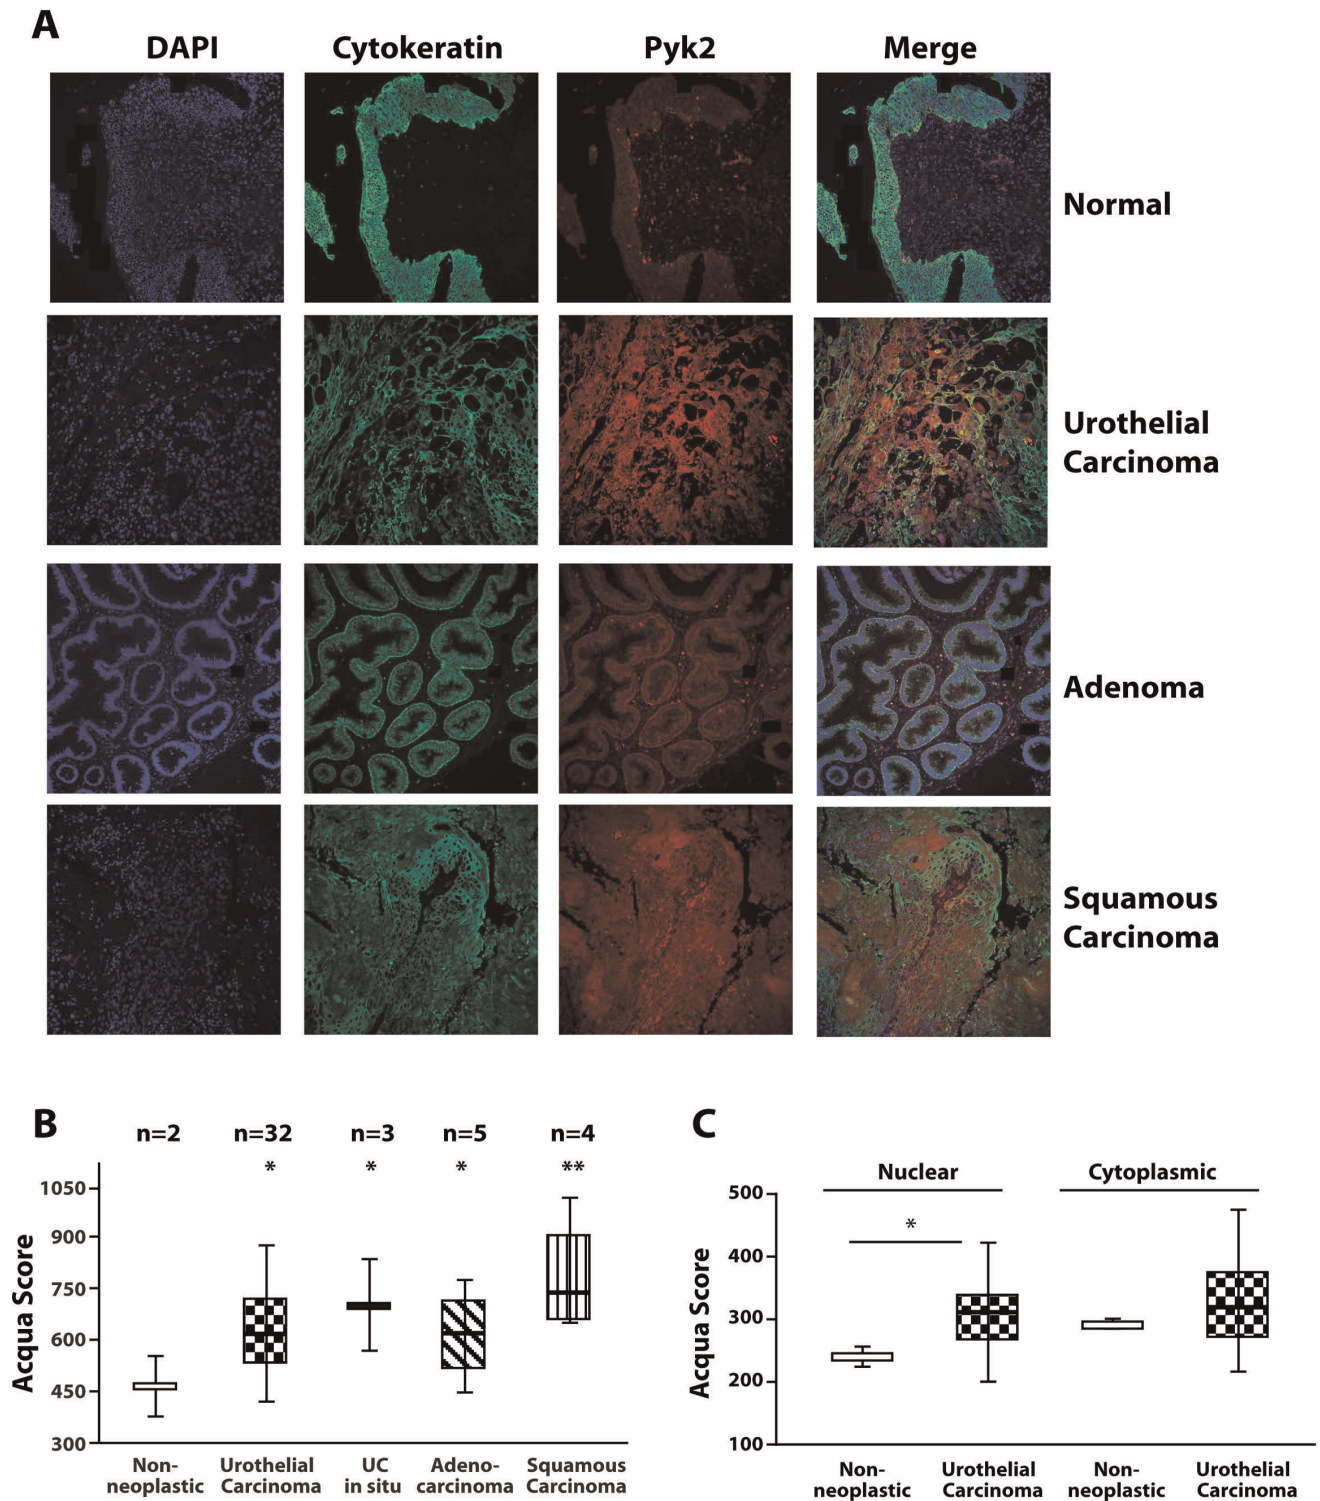 A
DAPI Cytokeratin Pyk2 Merge
Normal
Urothelial
Carcinoma
Adenoma
Squamous
Carcinoma
B
n=2 n=32 n=3 n=5 n=4
* * * **
Acqua Score
1050
900
750
600
450
300
Non-
neoplastic
Urothelial
Carcinoma
UC
in situ
Adeno-
carcinoma
Squamous
Carcinoma
C
Nuclear Cytoplasmic
*
Acqua Score
500
400
300
200
100
Non-
neoplastic
Urothelial
Carcinoma
Non-
neoplastic
Urothelial
Carcinoma